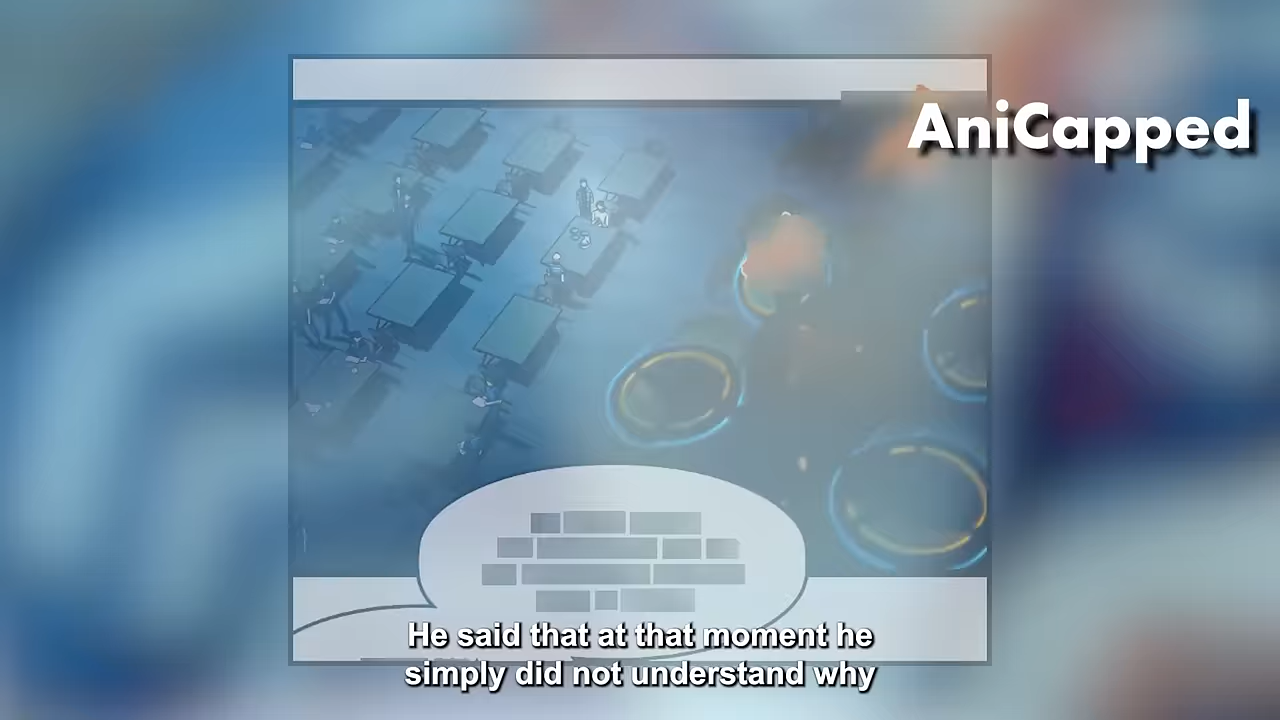 AniCapped
He said that at that moment he
simply did not understand why